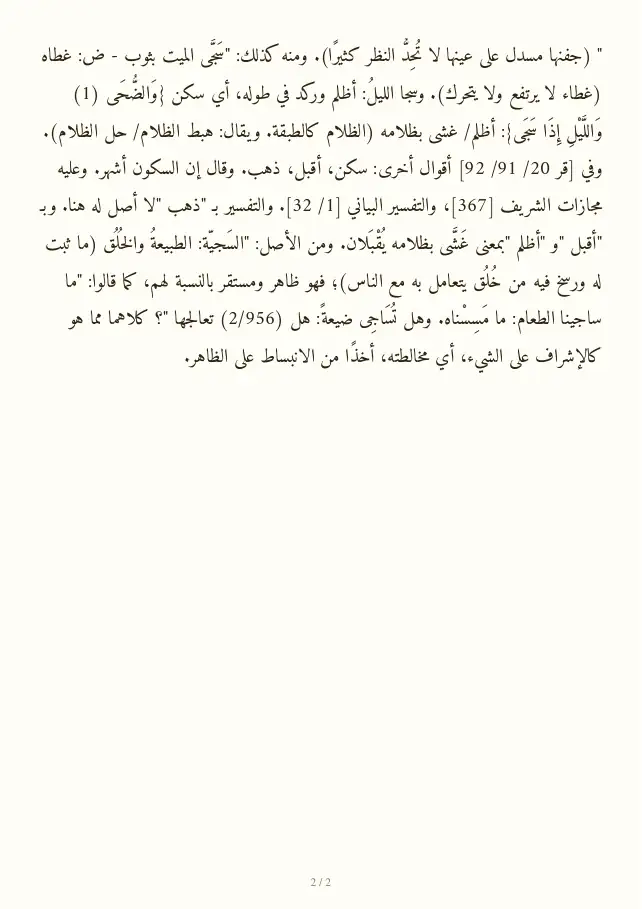 " (جفنها مسدل على عينها لا تُحِدُّ النظر كثيرًا). ومنه كذلك: "سَجَّى الميت بثوب - ض: غطاه
(غطاء لا يرتفع ولا يتحرك). وسجا الليلُ: أظلم وركد في طوله، أي سكن {وَالضُّحَى (1)
وَاللَّيْلِ إِذَا سَجَى}: أظلم/ غشى بظلامه (الظلام كالطبقة. ويقال: هبط الظلام/ حل الظلام).
وفي [قر 20/ 91/ 92] أقوال أخرى: سكن، أقبل، ذهب. وقال إن السكون أشهر. وعليه
مجازات الشريف [367]، والتفسير البياني [1/ 32]. والتفسير بـ "ذهب "لا أصل له هنا. وبـ
"أقبل "و "أظلم "بمعنى غَشَّى بظلامه يُقْبَلان. ومن الأصل: "السَجيّة: الطبيعةُ والخُلُق (ما ثبت
له ورسخ فيه من خُلُق يتعامل به مع الناس)؛ فهو ظاهر ومستقر بالنسبة لهم، كما قالوا: "ما
ساجينا الطعام: ما مَسِسْناه. وهل تُسَاجِى ضيعةً: هل (2/956) تعالجها "؟ كلاهما مما هو
كالإشراف على الشيء، أي مخالطته، أخذًا من الانبساط على الظاهر.
2 / 2